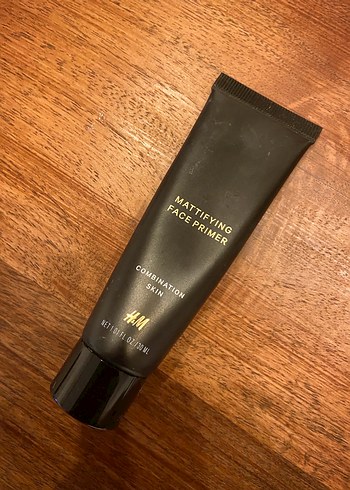 MATTIFYING
FACE PRIMER
COMBINATION
SKIN
H&M
NET 1.01 FL OZ/30 ML